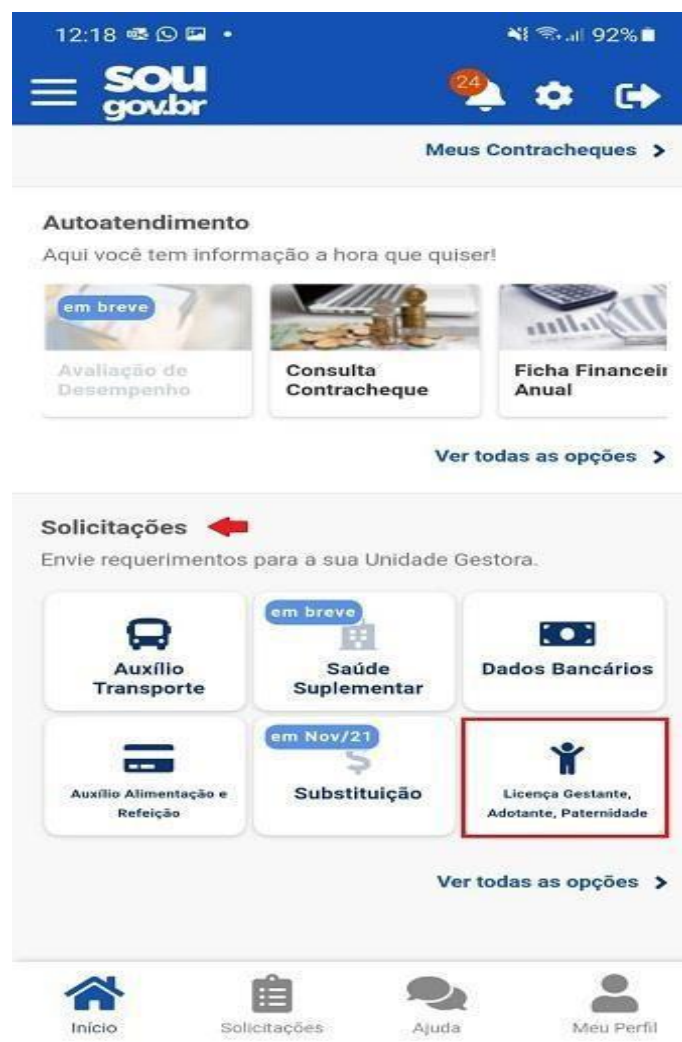 12:18
92%
sou
gov.br
24
Meus Contracheques
Autoatendimento
Aqui você tem informação a hora que quiser!
em breve
Avaliação de
Desempenho
Consulta
Contracheque
Ficha Financeir
Anual
Ver todas as opções
Solicitações
Envie requerimentos para a sua Unidade Gestora.
Auxílio
Transporte
em breve
Saúde
Suplementar
Dados Bancários
Auxílio Alimentação e
Refeição
em Nov/21
Substituição
Licença Gestante,
Adotante, Paternidade
Ver todas as opções
Início
Solicitações
Ajuda
Meu Perfil